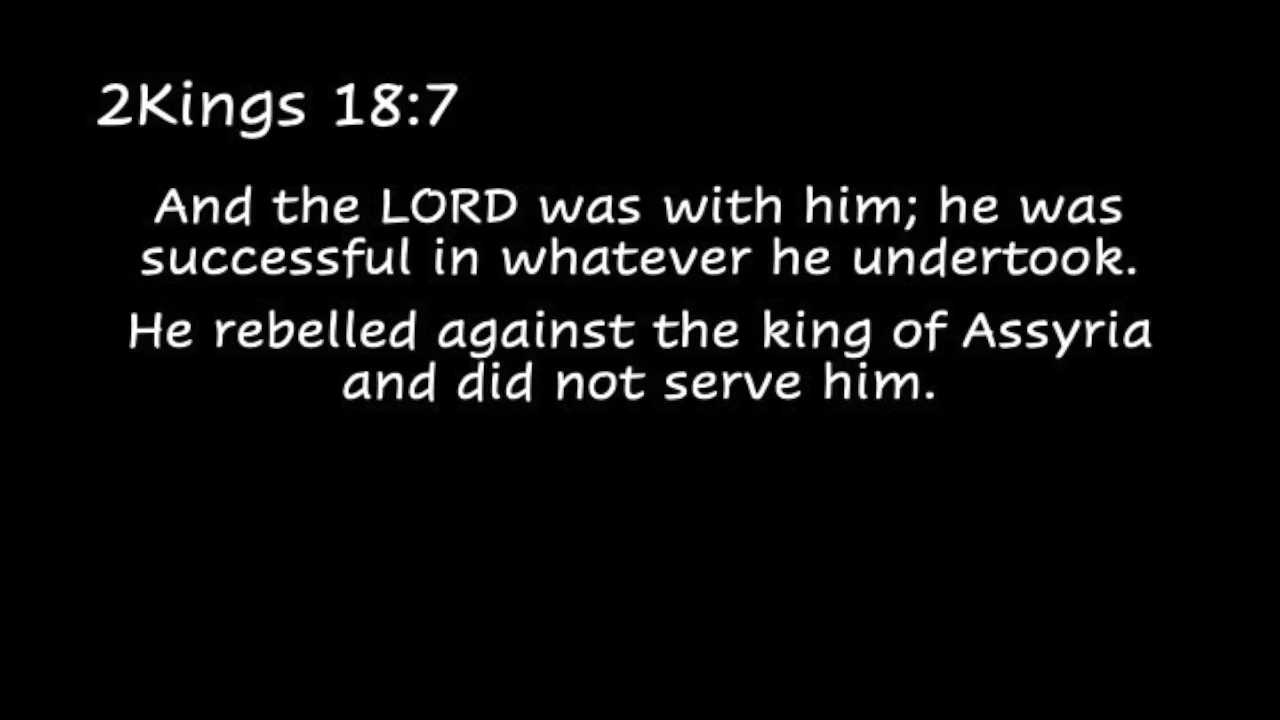 2Kings 18:7
And the LORD was with him; he was
successful in whatever he undertook.
He rebelled against the king of Assyria
and did not serve him.